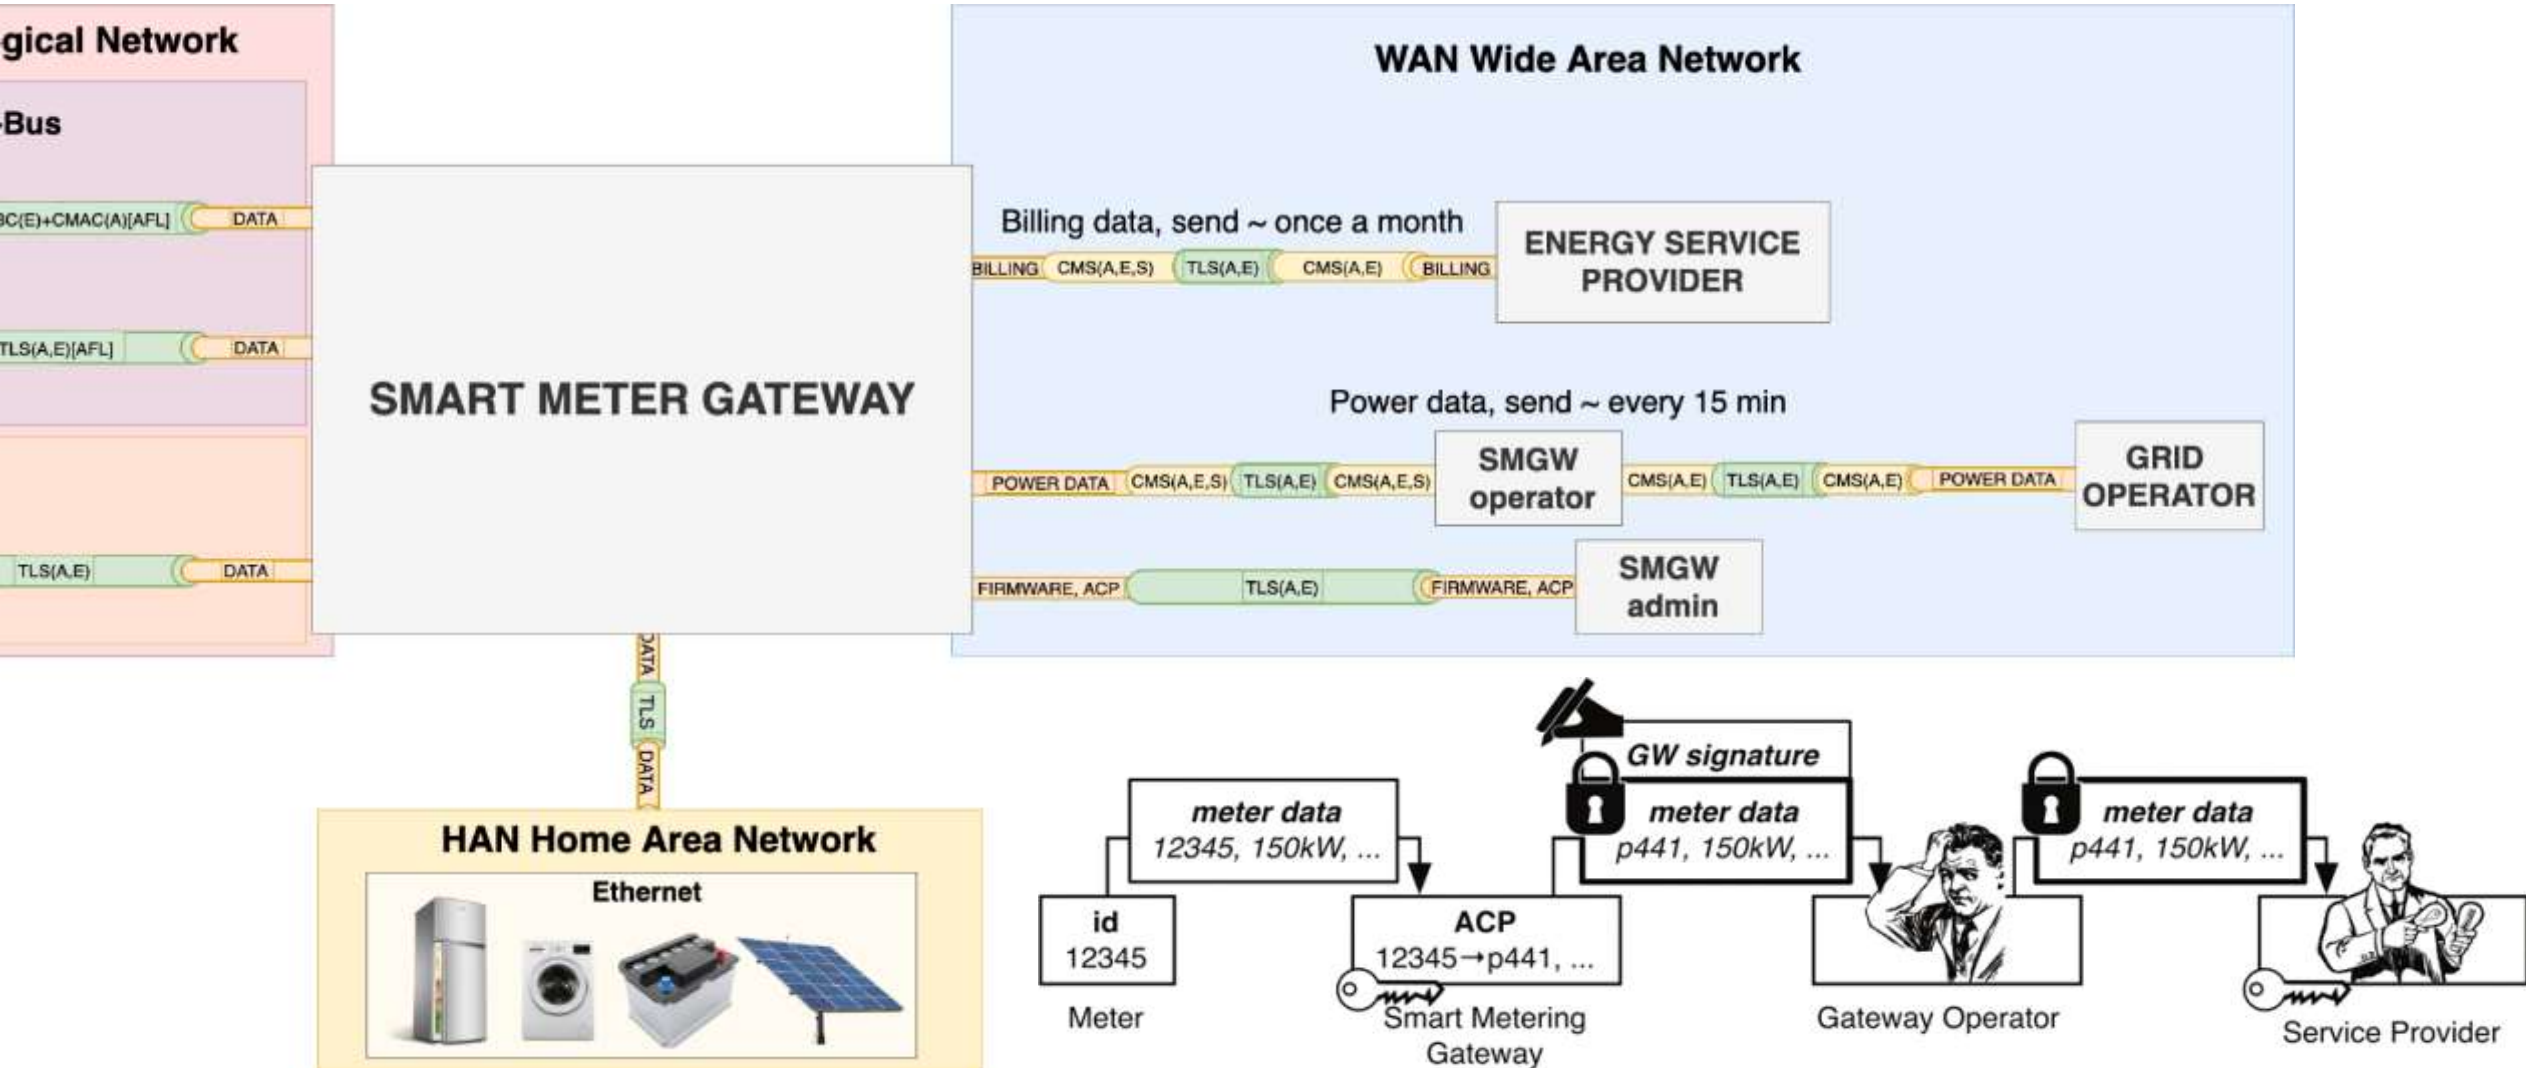 gical Network
-Bus
BC(E)+CMAC(A)[AFL]
DATA
TLS(A,E)[AFL]
DATA
TLS(A,E)
DATA
SMART METER GATEWAY
WAN Wide Area Network
Billing data, send ~ once a month
BILLING CMS(A,E,S) TLS(A,E) CMS(A,E) BILLING
ENERGY SERVICE
PROVIDER
Power data, send ~ every 15 min
POWER DATA CMS(A,E,S) TLS(A,E) CMS(A,E,S)
SMGW
operator
CMS(A,E) TLS(A,E) CMS(A,E) POWER DATA
GRID
OPERATOR
FIRMWARE, ACP TLS(A,E) FIRMWARE, ACP
SMGW
admin
DATA
TLS
DATA
HAN Home Area Network
Ethernet
meter data
12345, 150kW, ...
GW signature
meter data
p441, 150kW, ...
meter data
p441, 150kW, ...
id
12345
Meter
ACP
12345→p441, ...
Smart Metering
Gateway
Gateway Operator
Service Provider